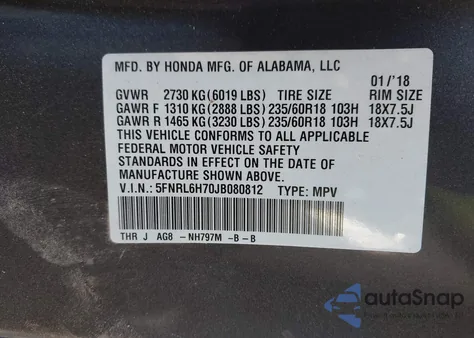 MFD. BY HONDA MFG. OF ALABAMA, LLC
01/'18
GVWR 2730 KG(6019 LBS) TIRE SIZE RIM SIZE
GAWR F 1310 KG(2888 LBS)235/60R18 103H 18X7.5J
GAWR R 1465 KG(3230 LBS)235/60R18 103H 18X7.5J
THIS VEHICLE CONFORMS TO ALL APPLICABLE
FEDERAL MOTOR VEHICLE SAFETY
STANDARDS IN EFFECT ON THE DATE OF
MANUFACTURE SHOWN ABOVE.
V.I.N.: 5FNRL6H70JB080812 TYPE: MPV
THR J AG8 -NH797M -B-B
autoSnap